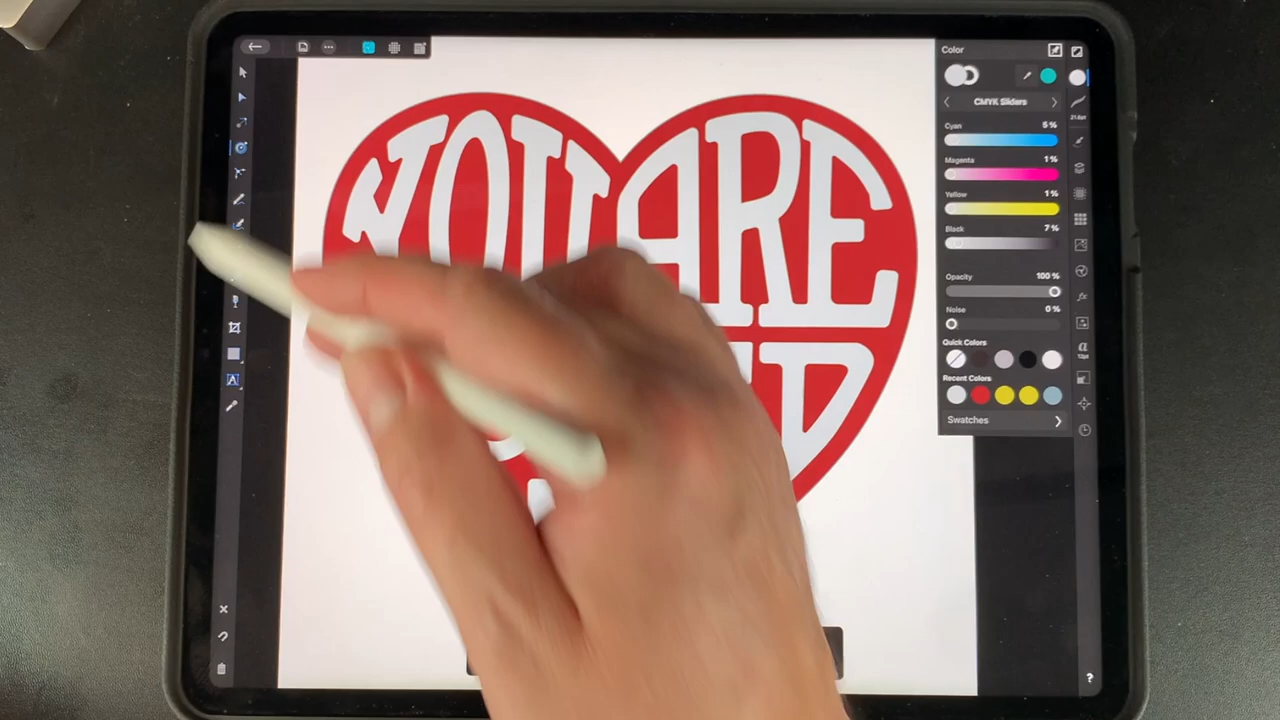 YOU ARE
D
Color
CMYK Sliders
Cyan 5 %
Magenta 1 %
Yellow 1 %
Black 7 %
Opacity 100 %
Noise 0 %
Quick Colors
Recent Colors
Swatches
A
a
fx
?